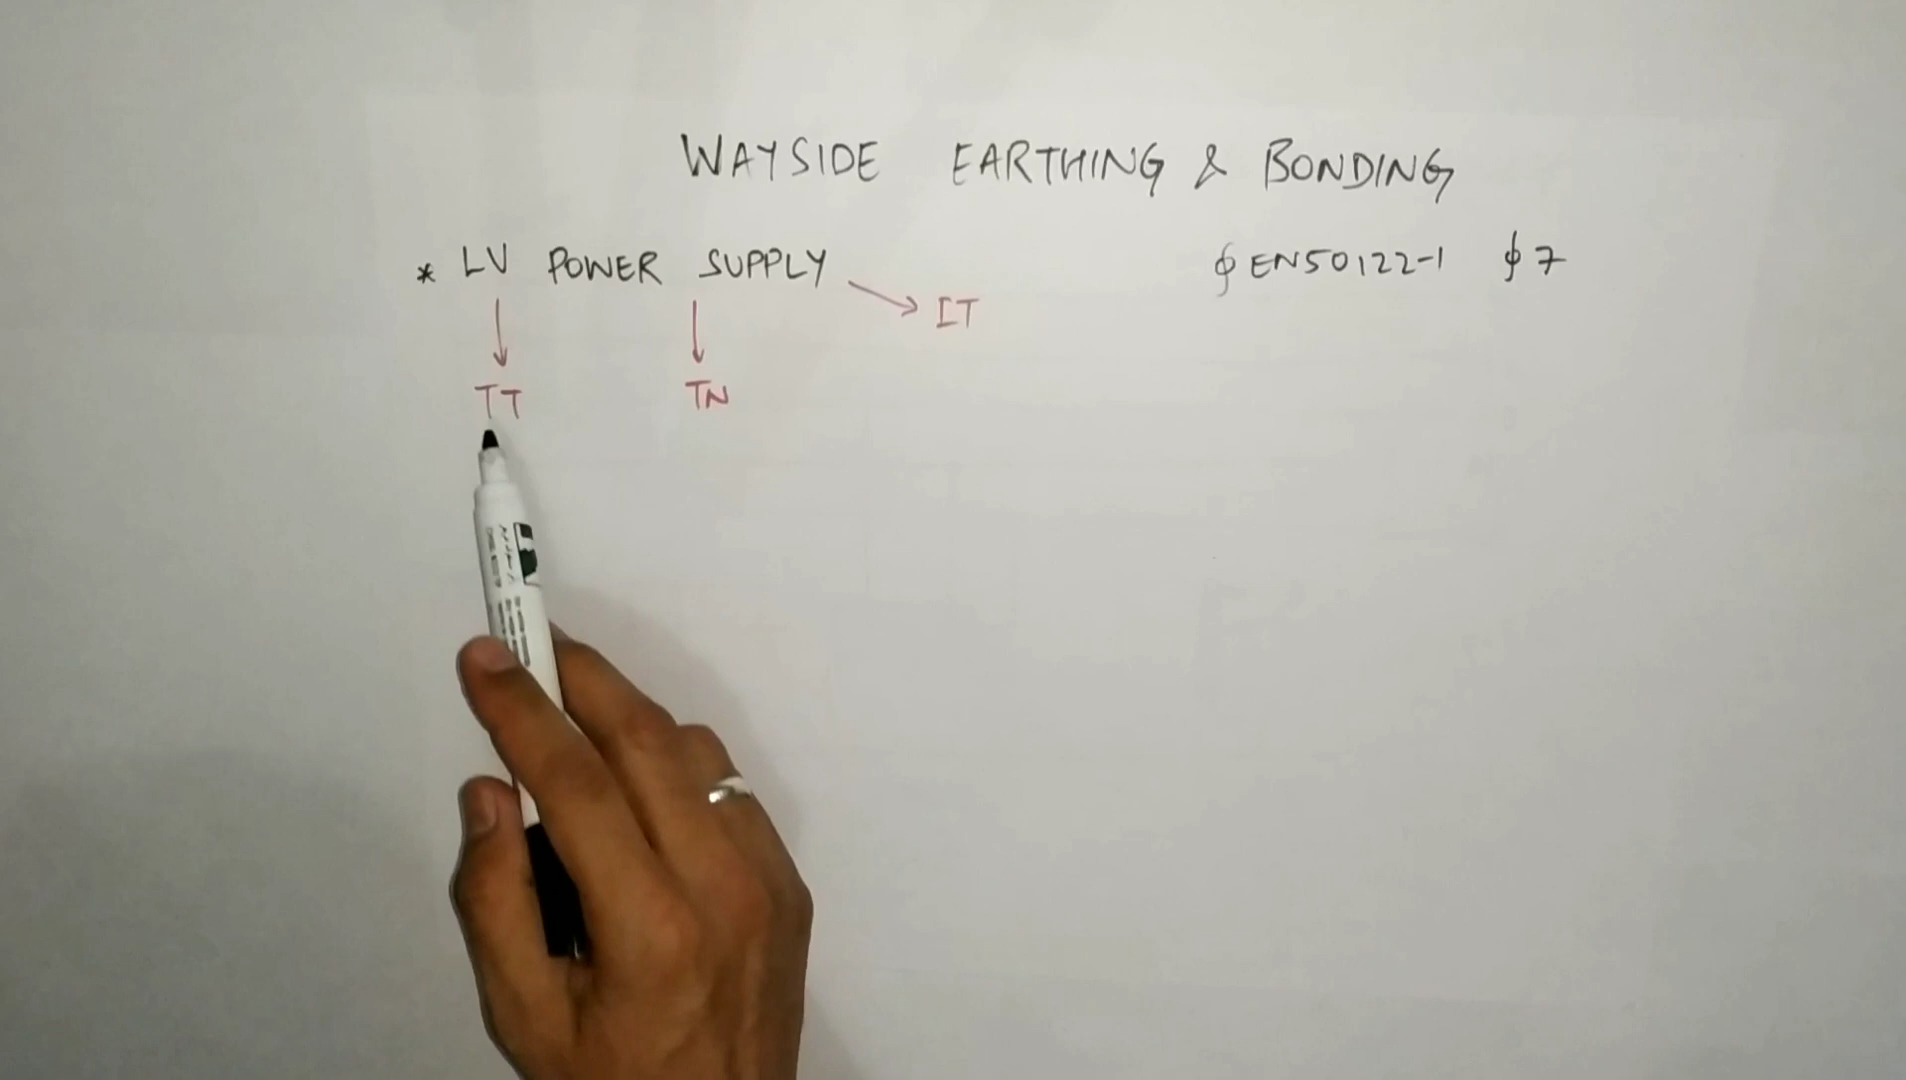 WAYSIDE EARTHING & BONDING
* LV POWER SUPPLY
§ EN50122-1 § 7
IT
TT
TN